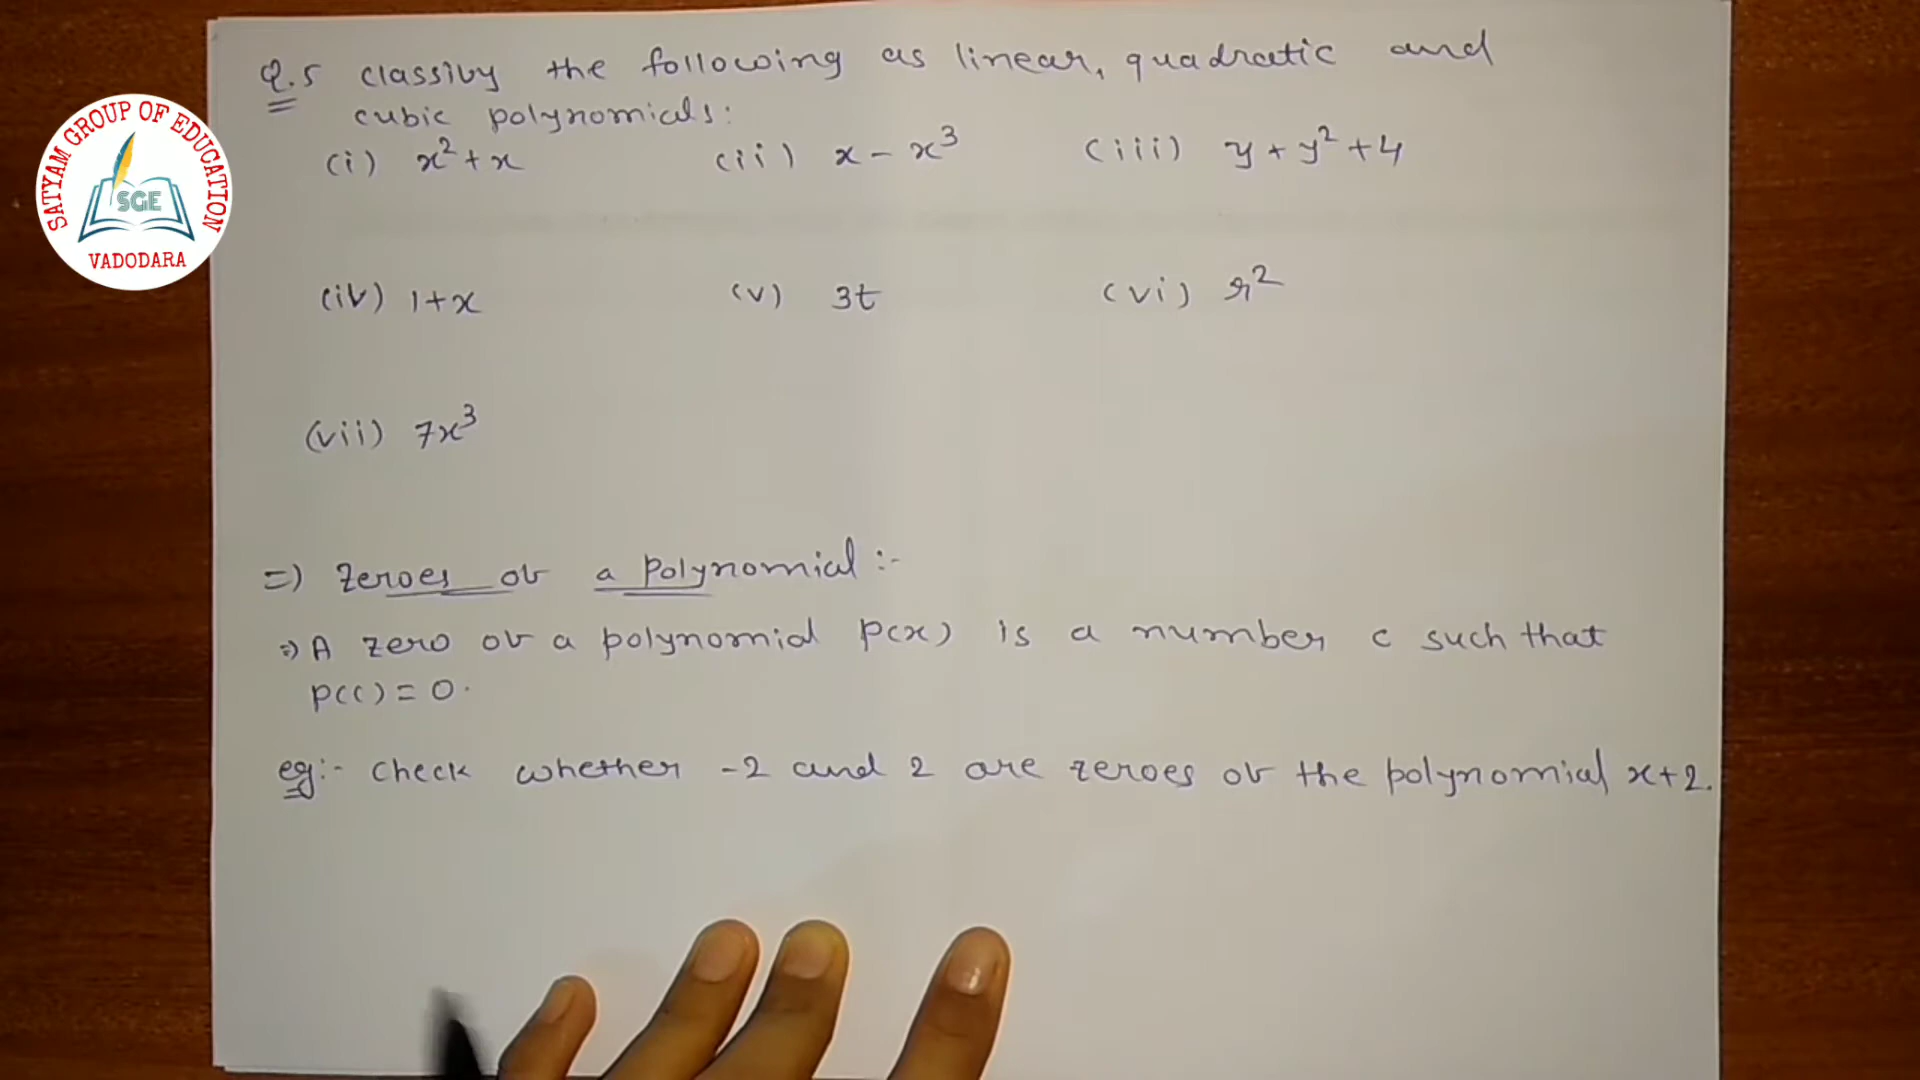 SATYAM GROUP OF EDUCATION
SGE
VADODARA
Q.5 classify the following as linear, quadratic and
cubic polynomials:
(i) x²+x (ii) x - x³ (iii) y + y² + 4
(iv) 1+x (v) 3t (vi) r²
(vii) 7x³
=) Zeroes of a polynomial :-
=) A zero of a polynomial p(x) is a number c such that
p(c) = 0.
eg:- check whether -2 and 2 are zeroes of the polynomial x+2.